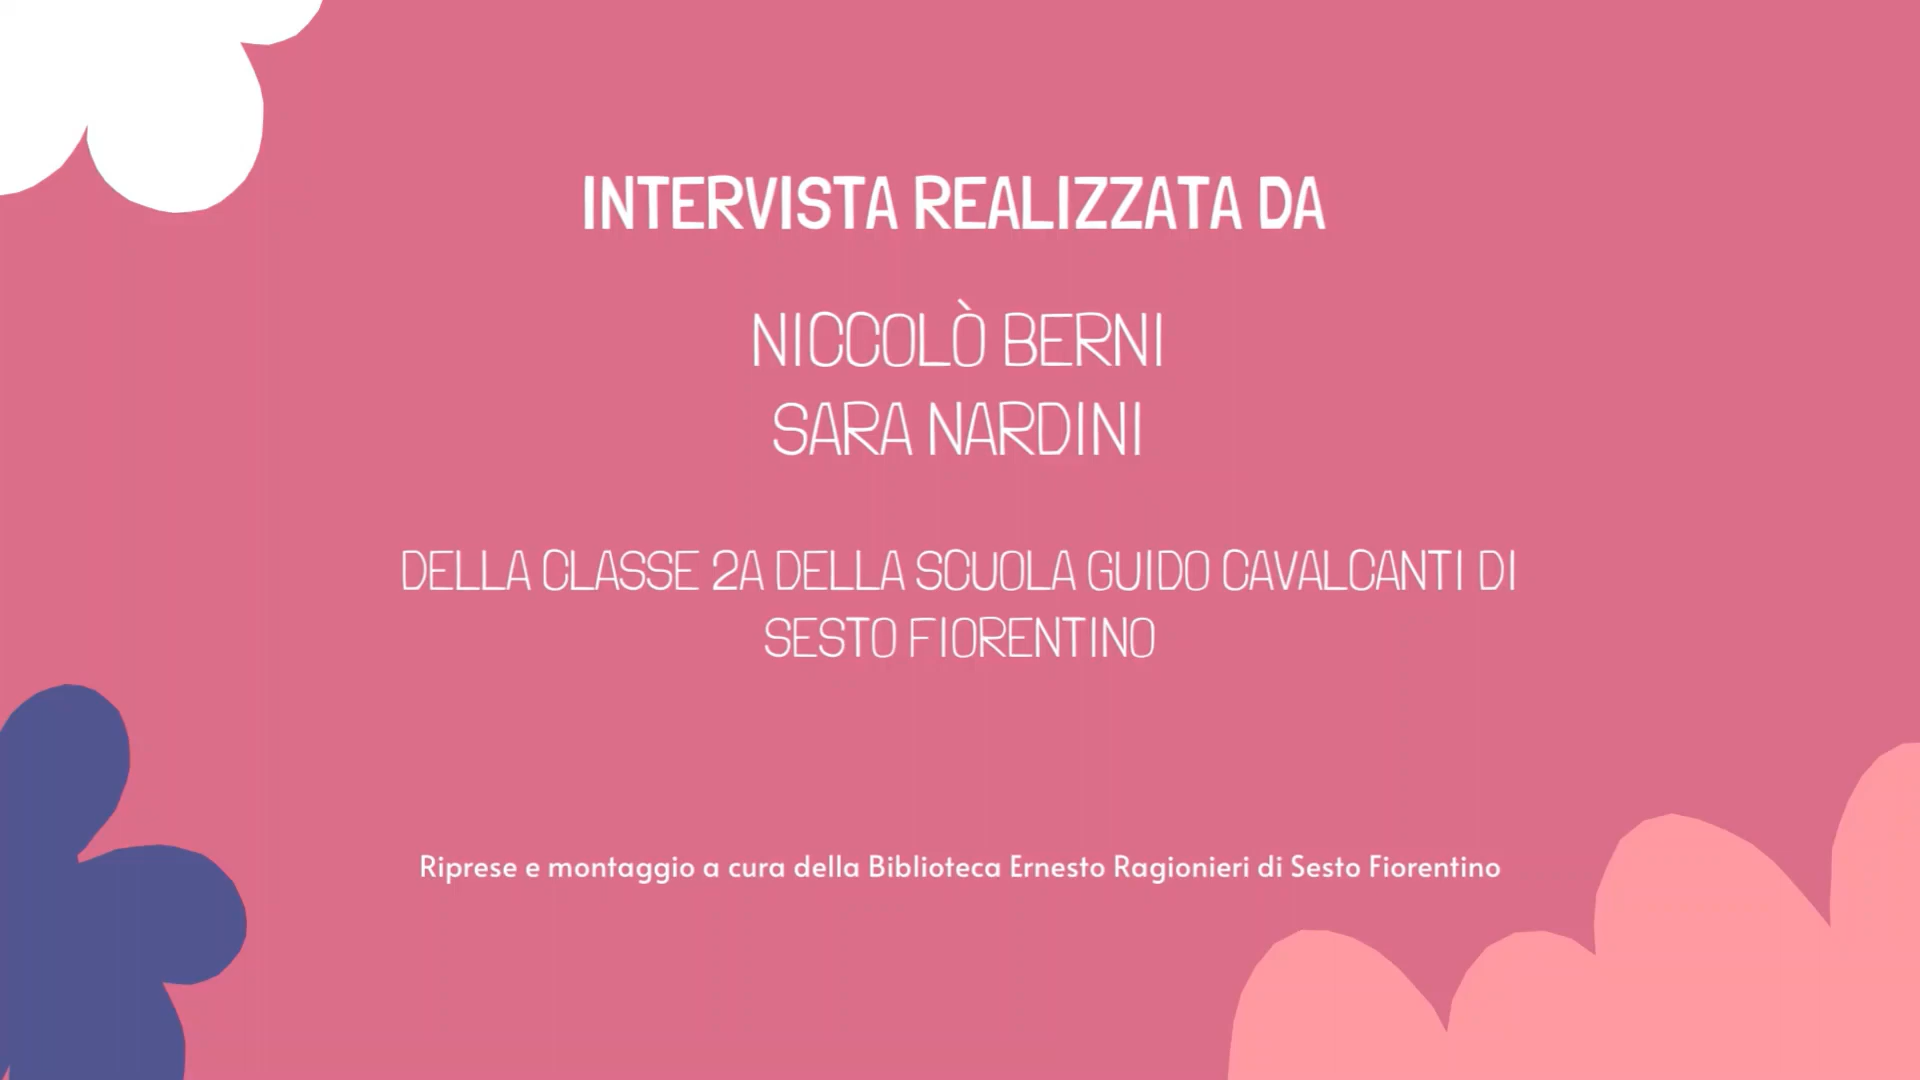 INTERVISTA REALIZZATA DA
NICCOLÒ BERNI
SARA NARDINI
DELLA CLASSE 2A DELLA SCUOLA GUIDO CAVALCANTI DI
SESTO FIORENTINO
Riprese e montaggio a cura della Biblioteca Ernesto Ragionieri di Sesto Fiorentino